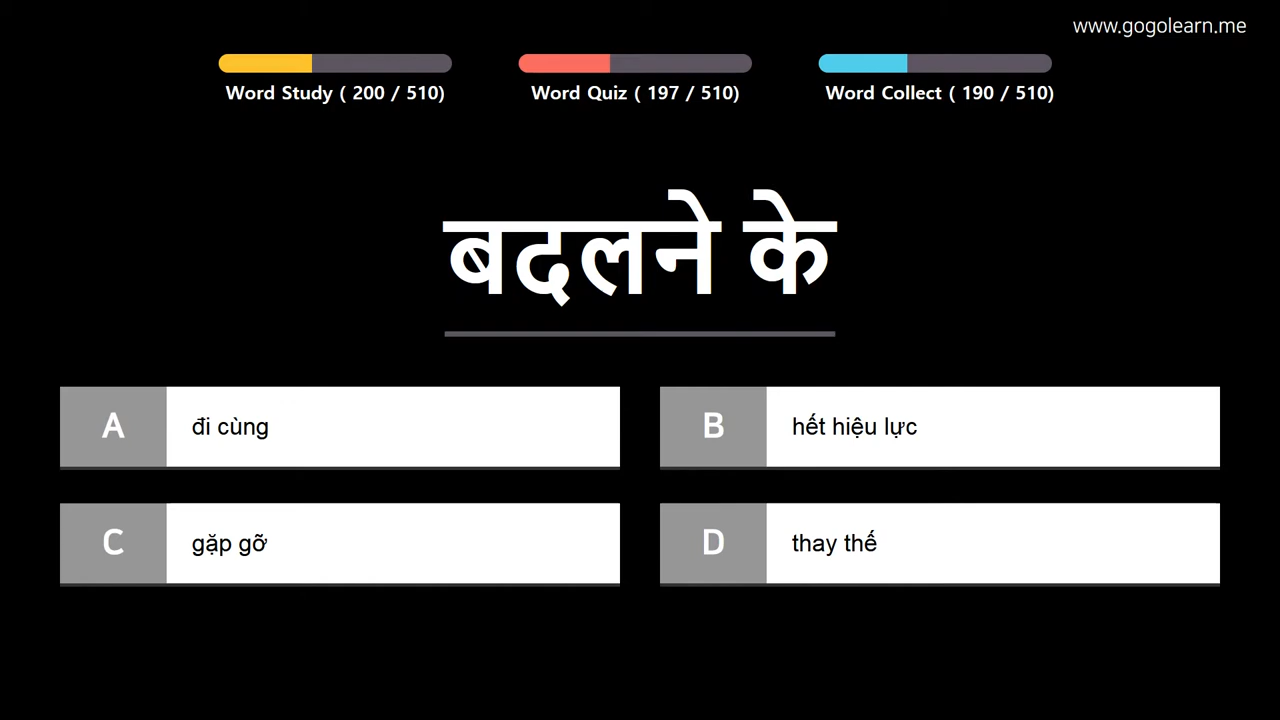 www.gogolearn.me
Word Study ( 200 / 510)
Word Quiz ( 197 / 510)
Word Collect ( 190 / 510)
बदलने के
A
đi cùng
B
hết hiệu lực
C
gặp gỡ
D
thay thế